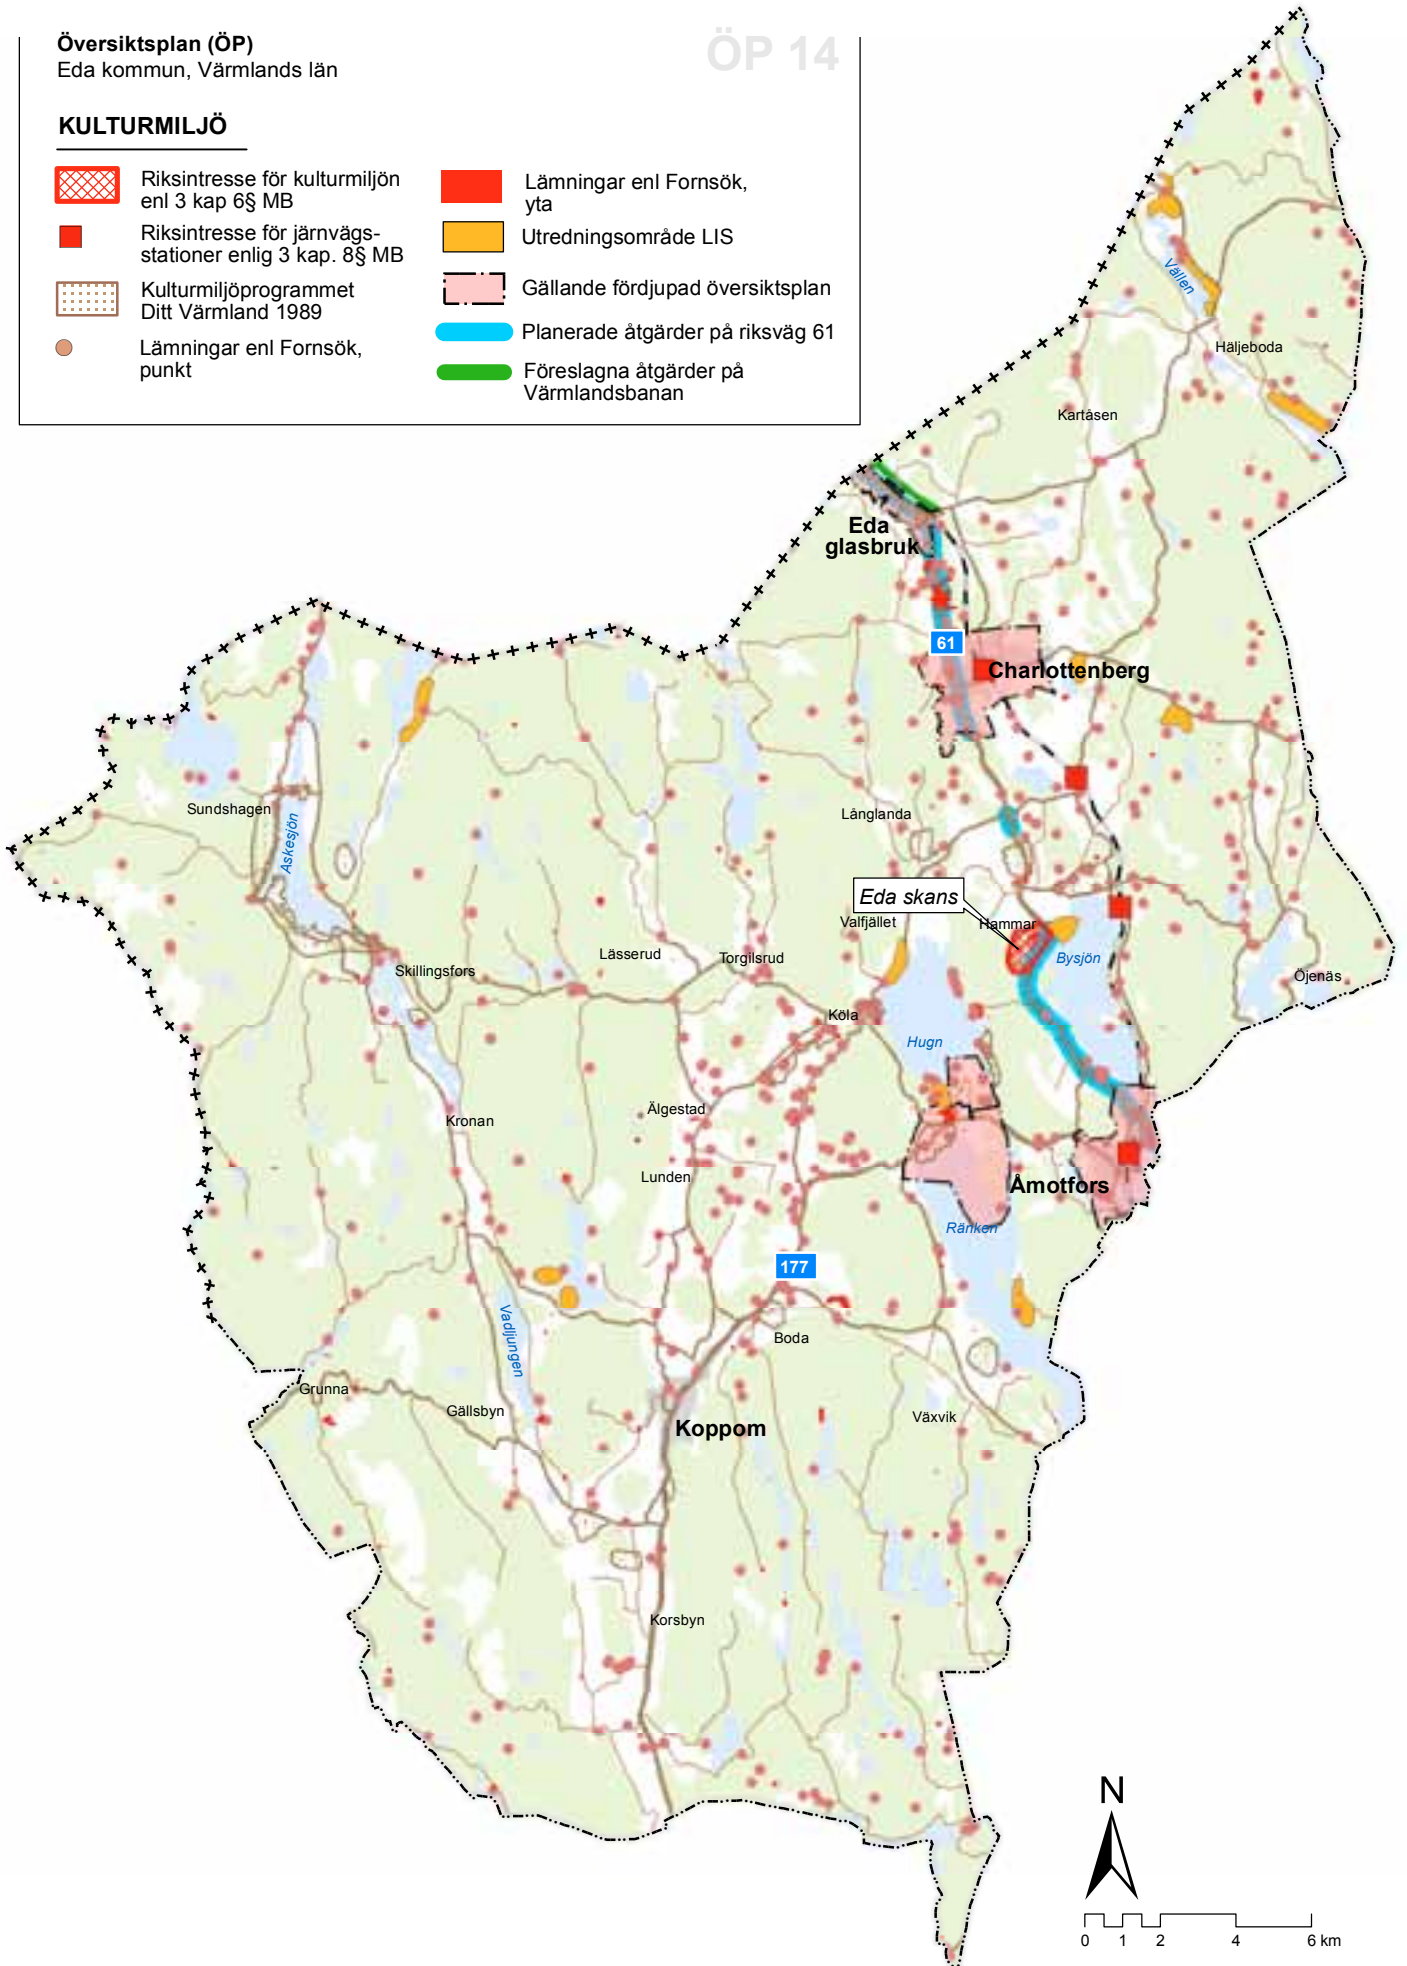 Översiktsplan (ÖP)
Eda kommun, Värmlands län
ÖP 14
KULTURMILJÖ
Riksintresse för kulturmiljön
enl 3 kap 6§ MB
Riksintresse för järnvägs-
stationer enlig 3 kap. 8§ MB
Kulturmiljöprogrammet
Ditt Värmland 1989
Lämningar enl Fornsök,
punkt
Lämningar enl Fornsök,
yta
Utredningsområde LIS
Gällande fördjupad översiktsplan
Planerade åtgärder på riksväg 61
Föreslagna åtgärder på
Värmlandsbanan
Vällen
Häljeboda
Kartåsen
Eda
glasbruk
61
Charlottenberg
Sundshagen
Askesjön
Långlanda
Eda skans
Valfjället
Hammar
Bysjön
Skillingsfors
Lässerud
Torgilsrud
Öjenäs
Köla
Hugn
Kronan
Älgestad
Lunden
Åmotfors
Ränken
177
Vadljungen
Boda
Grunna
Gällsbyn
Koppom
Växvik
Korsbyn
N
0 1 2 4 6 km